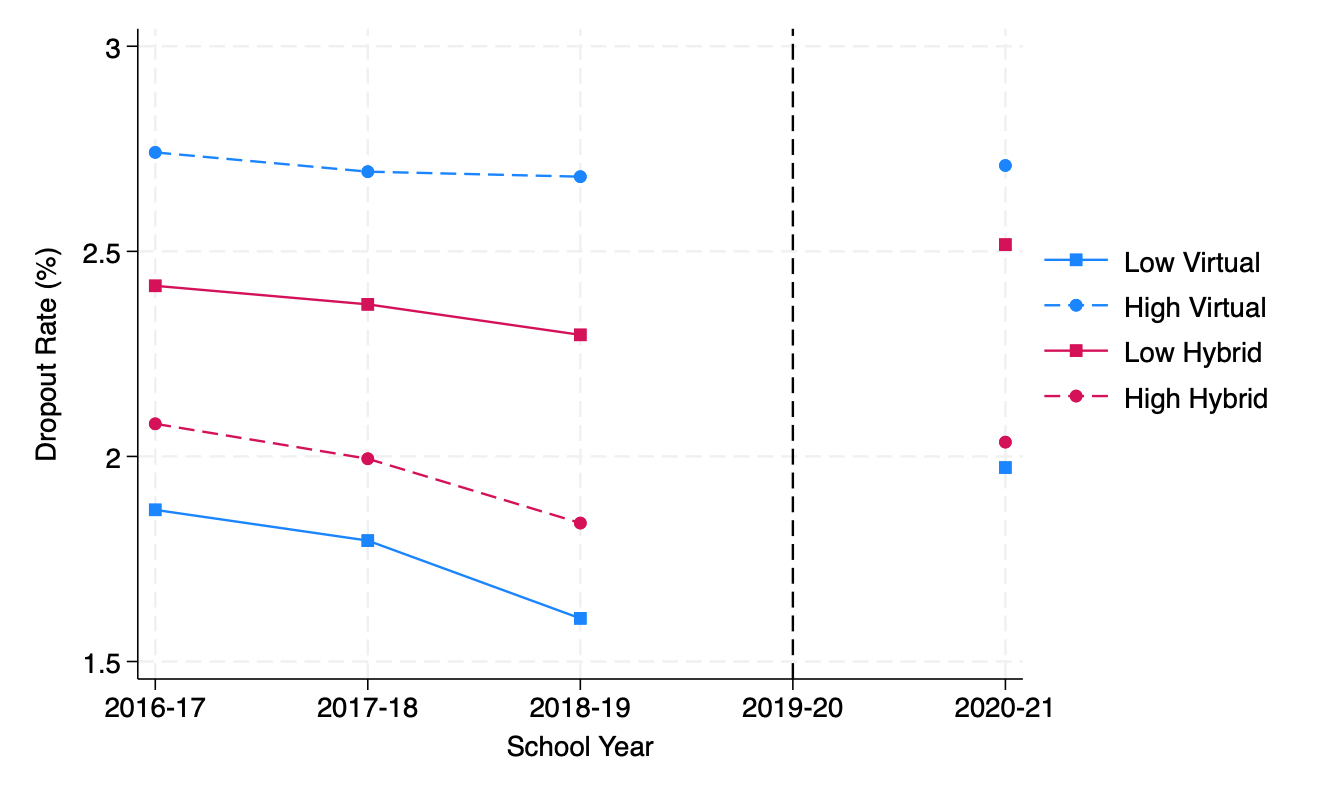 3
2.5
2
1.5
Dropout Rate (%)
2016-17
2017-18
2018-19
2019-20
2020-21
School Year
Low Virtual
High Virtual
Low Hybrid
High Hybrid